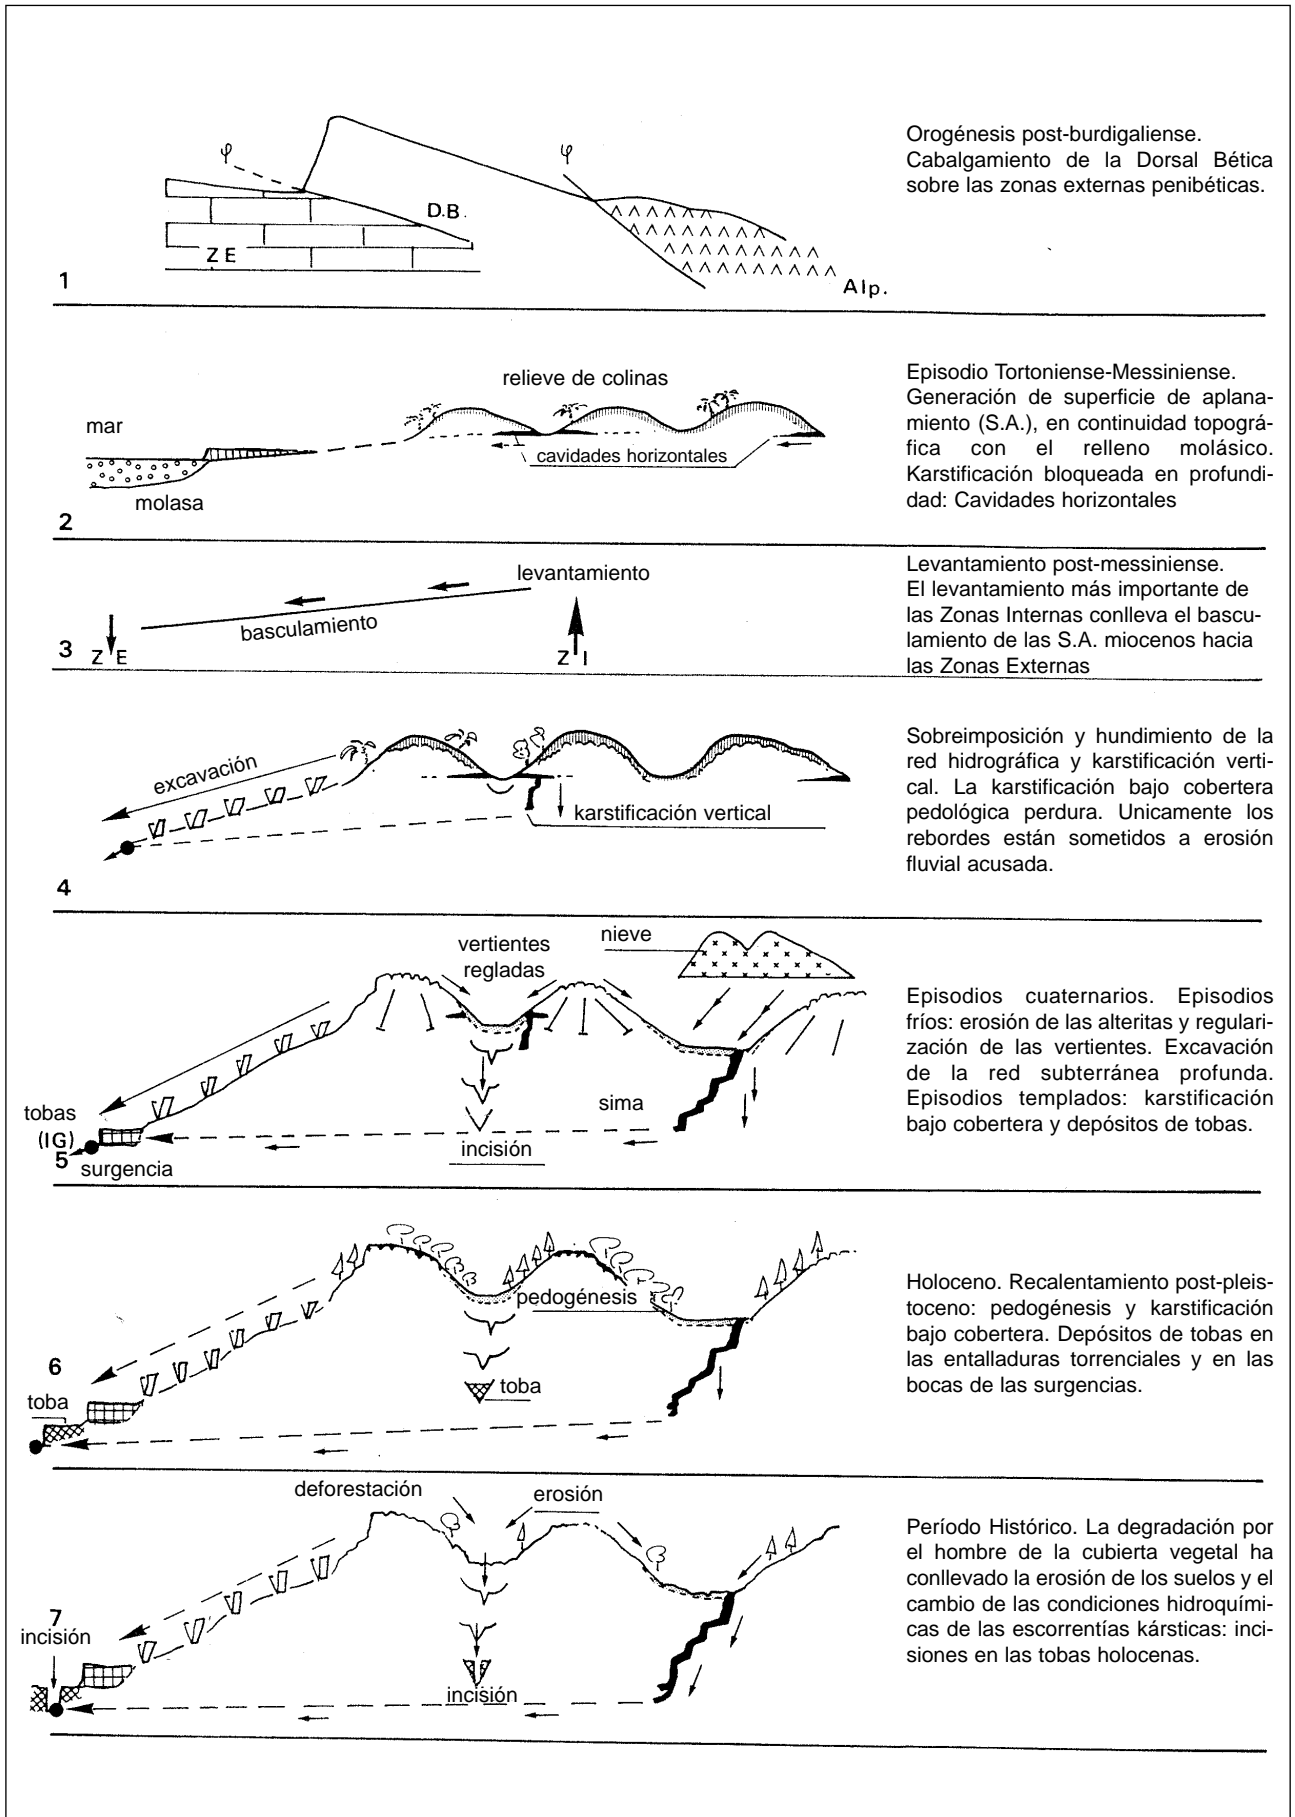 φ
φ
D.B.
Z E
Alp.
1
Orogénesis post-burdigaliense.
Cabalgamiento de la Dorsal Bética
sobre las zonas externas penibéticas.
relieve de colinas
mar
cavidades horizontales
molasa
2
Episodio Tortoniense-Messiniense.
Generación de superficie de aplana-
miento (S.A.), en continuidad topográ-
fica con el relleno molásico.
Karstificación bloqueada en profundi-
dad: Cavidades horizontales
levantamiento
basculamiento
3
Z E
Z I
Levantamiento post-messiniense.
El levantamiento más importante de
las Zonas Internas conlleva el bascu-
lamiento de las S.A. miocenos hacia
las Zonas Externas
excavación
karstificación vertical
4
Sobreimposición y hundimiento de la
red hidrográfica y karstificación verti-
cal. La karstificación bajo cobertera
pedológica perdura. Unicamente los
rebordes están sometidos a erosión
fluvial acusada.
vertientes
regladas
nieve
tobas
(IG)
5
surgencia
sima
incisión
Episodios cuaternarios. Episodios
fríos: erosión de las alteritas y regulari-
zación de las vertientes. Excavación
de la red subterránea profunda.
Episodios templados: karstificación
bajo cobertera y depósitos de tobas.
pedogénesis
6
toba
toba
Holoceno. Recalentamiento post-pleis-
toceno: pedogénesis y karstificación
bajo cobertera. Depósitos de tobas en
las entalladuras torrenciales y en las
bocas de las surgencias.
deforestación
erosión
7
incisión
incisión
Período Histórico. La degradación por
el hombre de la cubierta vegetal ha
conllevado la erosión de los suelos y el
cambio de las condiciones hidroquími-
cas de las escorrentías kársticas: inci-
siones en las tobas holocenas.